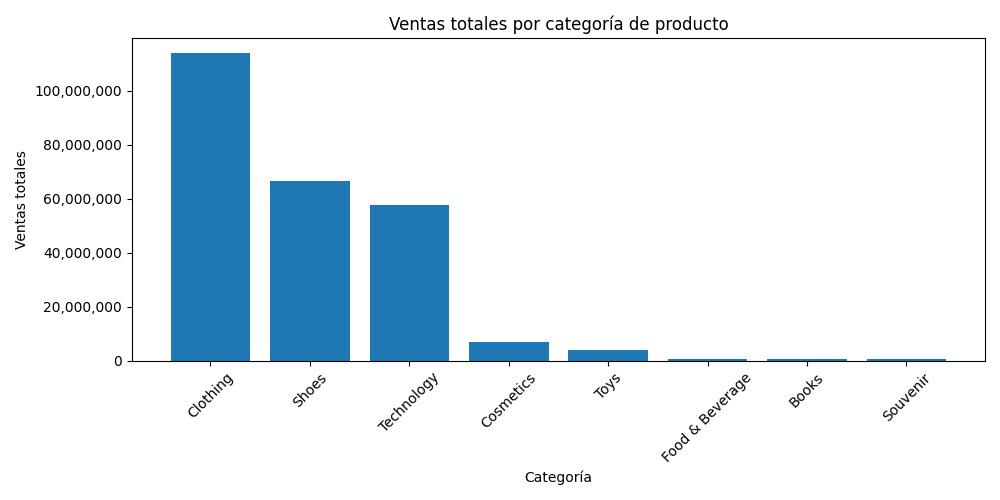 Ventas totales por categoría de producto
Ventas totales
100,000,000
80,000,000
60,000,000
40,000,000
20,000,000
0
Clothing
Shoes
Technology
Cosmetics
Toys
Food & Beverage
Books
Souvenir
Categoría